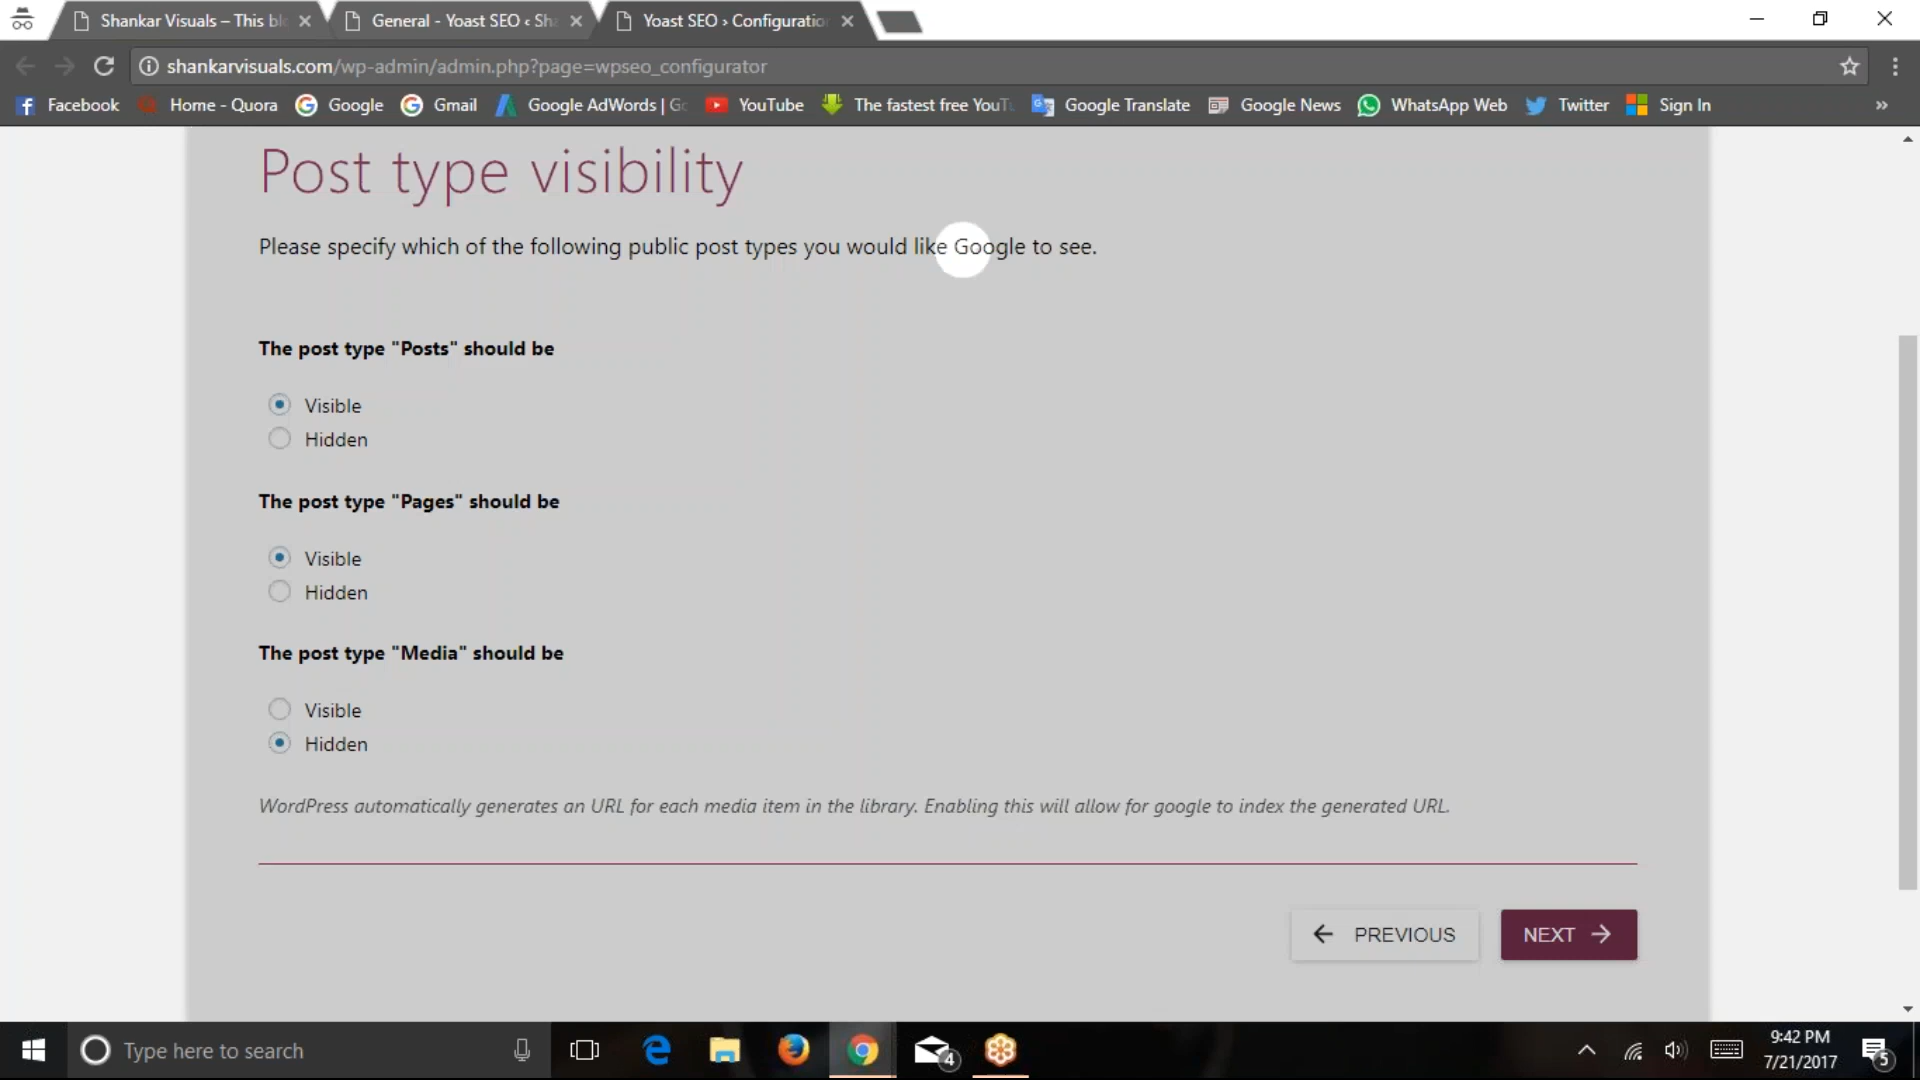 Shankar Visuals – This bl
General - Yoast SEO ‹ Sha
Yoast SEO › Configuratio
shankarvisuals.com/wp-admin/admin.php?page=wpseo_configurator
Facebook
Home - Quora
Google
Gmail
Google AdWords | Go
YouTube
The fastest free YouTu
Google Translate
Google News
WhatsApp Web
Twitter
Sign In
»
Post type visibility
Please specify which of the following public post types you would like Google to see.
The post type "Posts" should be
Visible
Hidden
The post type "Pages" should be
Visible
Hidden
The post type "Media" should be
Visible
Hidden
WordPress automatically generates an URL for each media item in the library. Enabling this will allow for google to index the generated URL.
PREVIOUS
NEXT
Type here to search
4
9:42 PM
7/21/2017
5